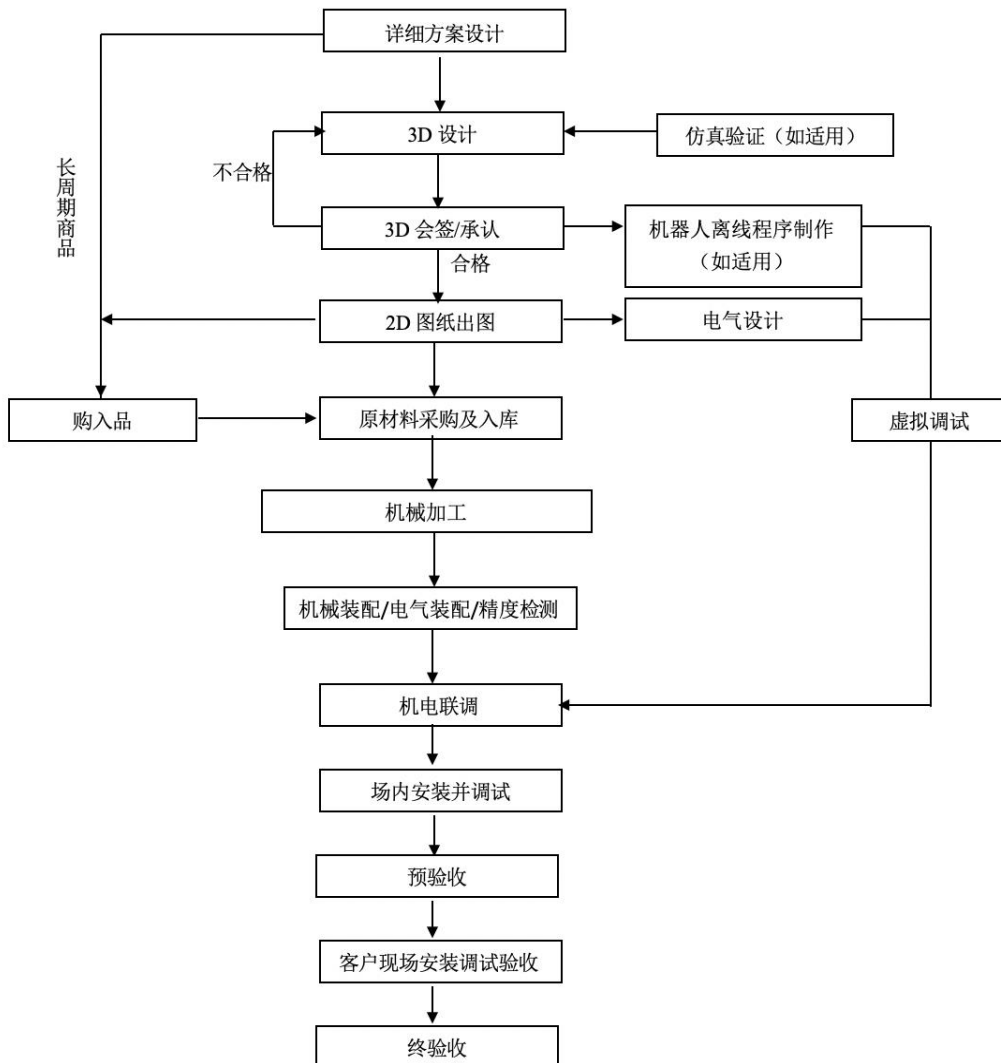 详细方案设计
3D 设计
仿真验证（如适用）
不合格
长周期商品
3D 会签/承认
机器人离线程序制作
（如适用）
合格
2D 图纸出图
电气设计
购入品
原材料采购及入库
虚拟调试
机械加工
机械装配/电气装配/精度检测
机电联调
场内安装并调试
预验收
客户现场安装调试验收
终验收